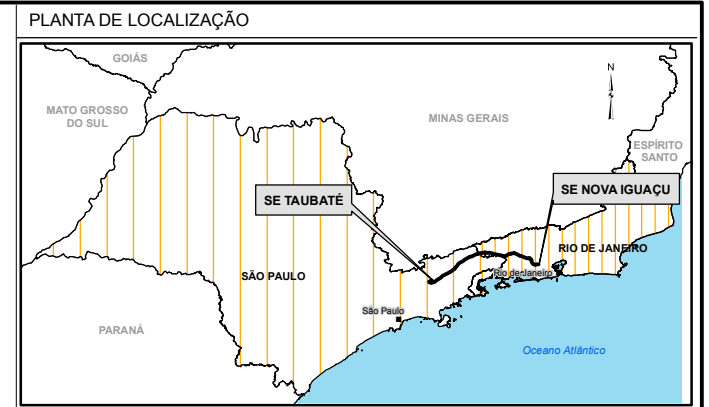 PLANTA DE LOCALIZAÇÃO
GOIÁS
N
MATO GROSSO
DO SUL
MINAS GERAIS
ESPÍRITO
SANTO
SE TAUBATÉ
SE NOVA IGUAÇU
RIO DE JANEIRO
SÃO PAULO
Rio de Janeiro
São Paulo
PARANÁ
Oceano Atlântico